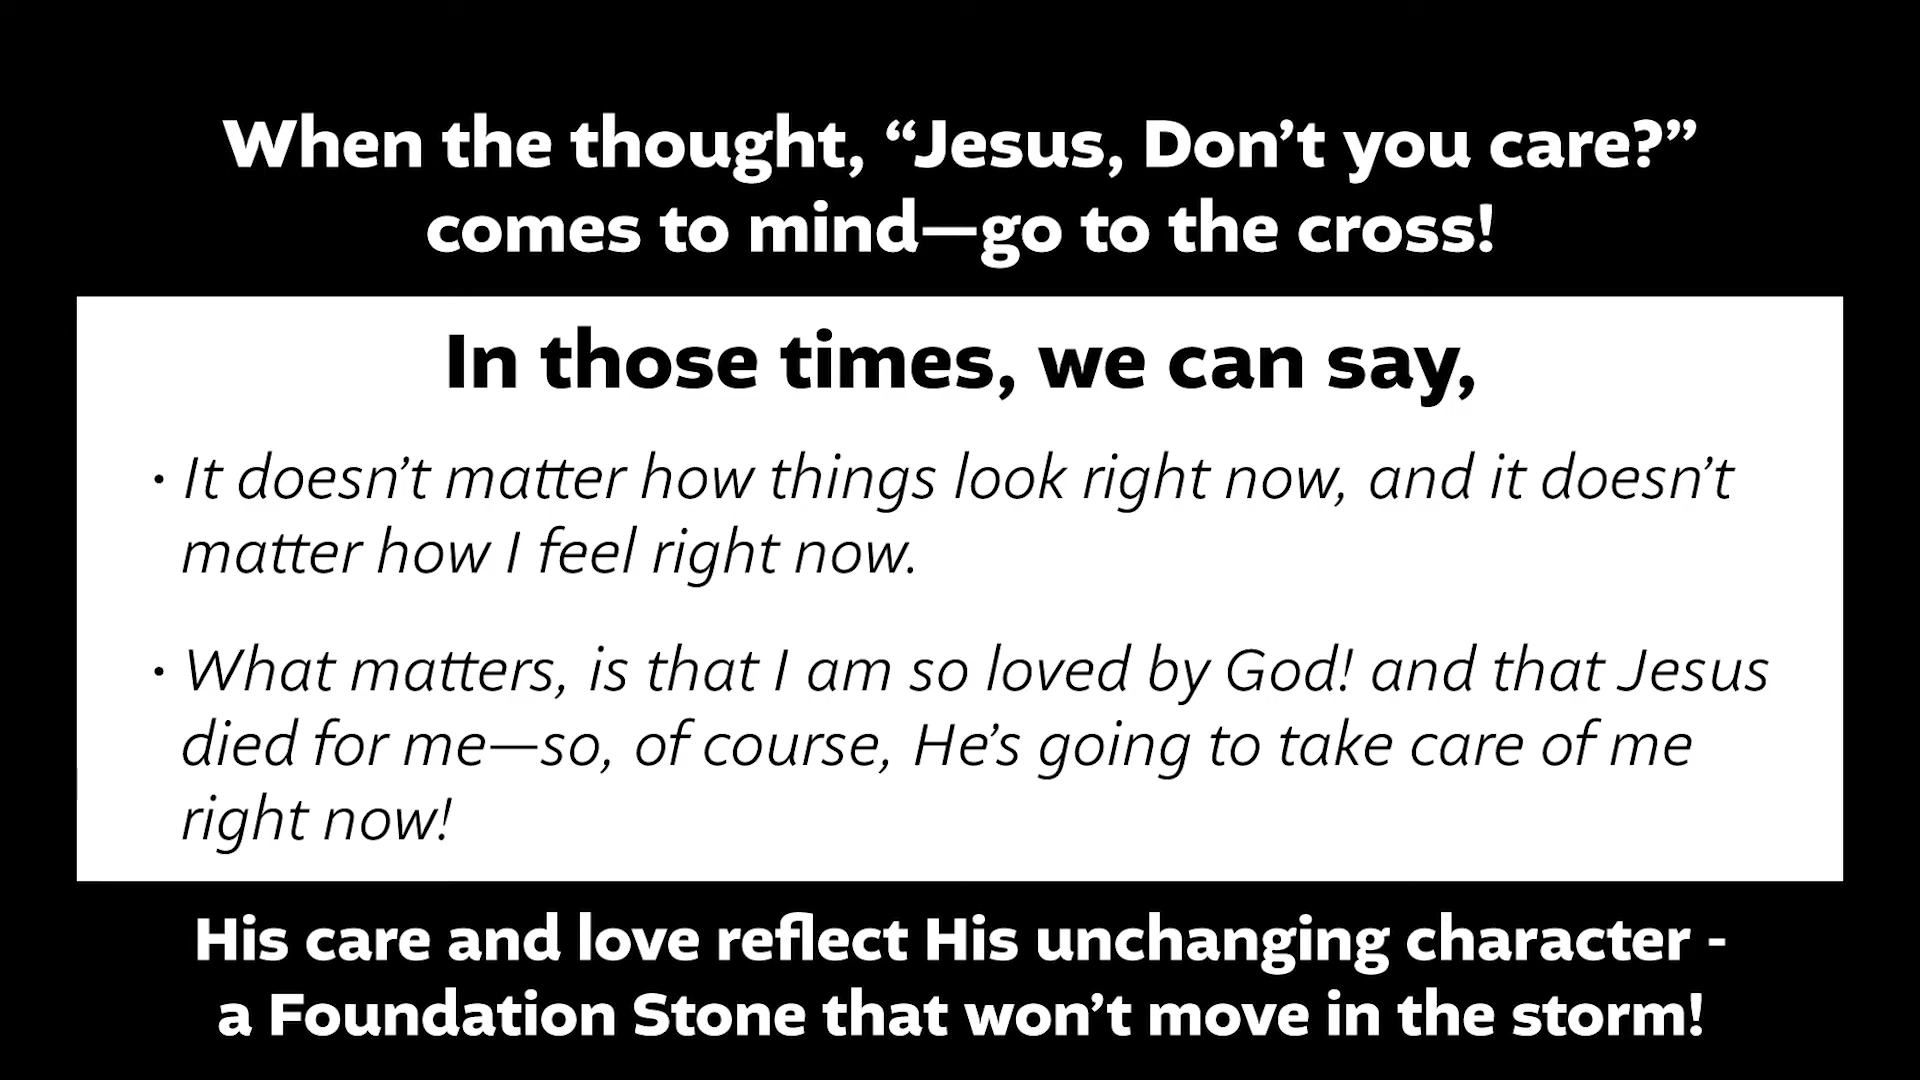 When the thought, “Jesus, Don’t you care?”
comes to mind—go to the cross!
In those times, we can say,
• It doesn’t matter how things look right now, and it doesn’t
matter how I feel right now.
• What matters, is that I am so loved by God! and that Jesus
died for me—so, of course, He’s going to take care of me
right now!
His care and love reflect His unchanging character -
a Foundation Stone that won’t move in the storm!